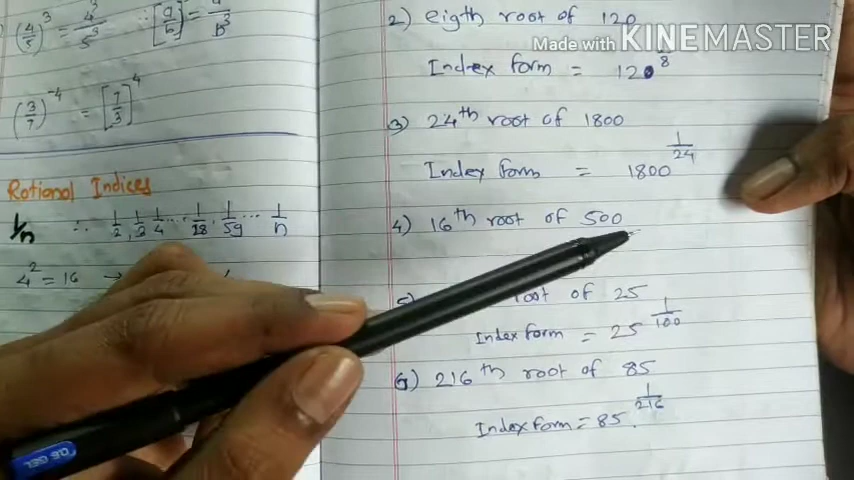 (4/5)^3 = 4^3/5^3 ∴ [a/b]^3 = a^3/b^3
(3/7)^-4 = [7/3]^4
Rational Indices
1/n ∴ 1/2, 1/3 1/4 ... 1/18 1/59 ... 1/n
4^2 = 16 →
2) eigth root of 120
Made with KINEMASTER
Index form = 120^1/8
3) 24th root of 1800
Index form = 1800^1/24
4) 16th root of 500
root of 25
Index form = 25^1/100
6) 216th root of 85
Index form = 85^1/216.